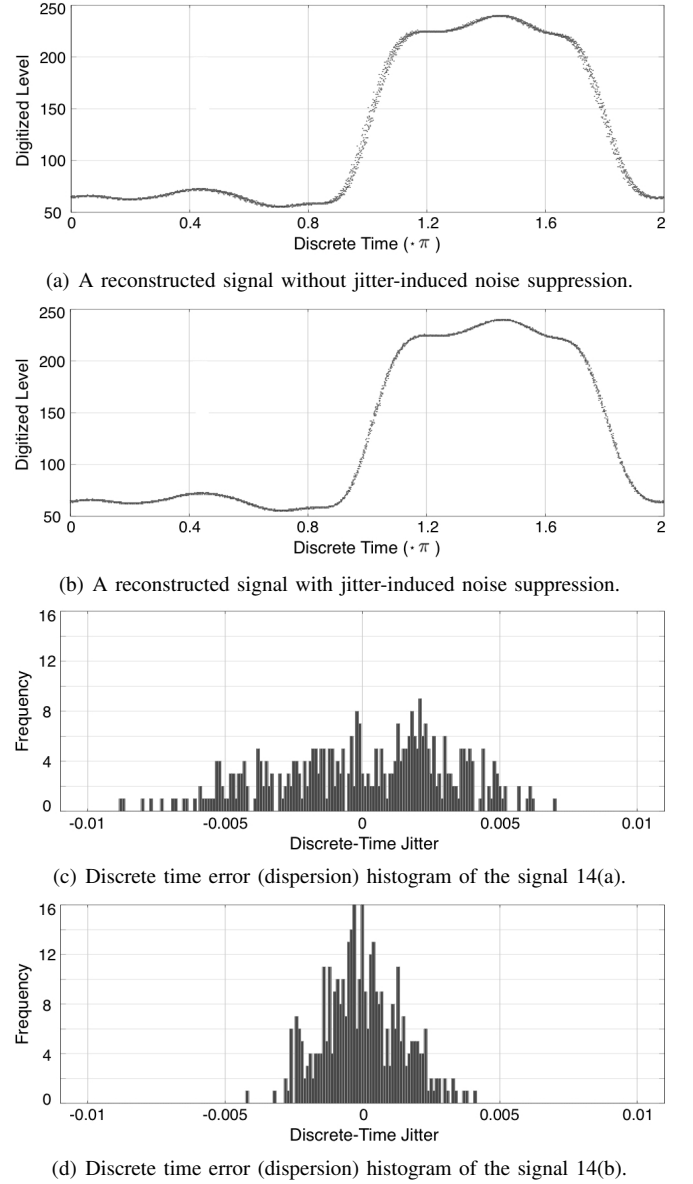 250
200
150
100
50
Digitized Level
0 0.4 0.8 1.2 1.6 2
Discrete Time (· π )
(a) A reconstructed signal without jitter-induced noise suppression.
250
200
150
100
50
Digitized Level
0 0.4 0.8 1.2 1.6 2
Discrete Time (· π )
(b) A reconstructed signal with jitter-induced noise suppression.
16
12
8
4
0
Frequency
-0.01 -0.005 0 0.005 0.01
Discrete-Time Jitter
(c) Discrete time error (dispersion) histogram of the signal 14(a).
16
12
8
4
0
Frequency
-0.01 -0.005 0 0.005 0.01
Discrete-Time Jitter
(d) Discrete time error (dispersion) histogram of the signal 14(b).